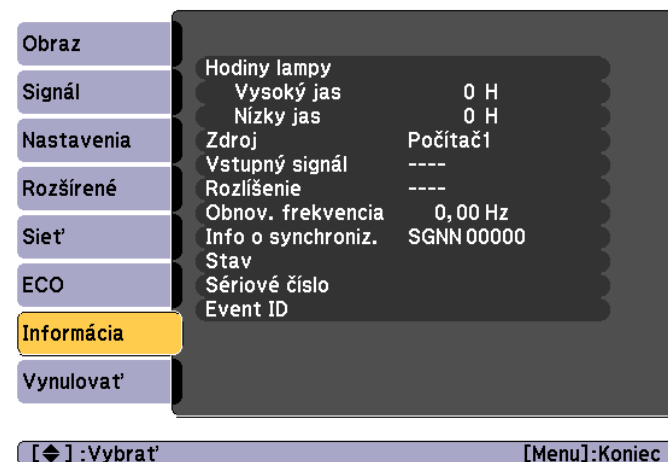 Obraz
Signál
Nastavenia
Rozšírené
Sieť
ECO
Informácia
Vynulovať
Hodiny lampy
Vysoký jas 0 H
Nízky jas 0 H
Zdroj Počítač1
Vstupný signál ----
Rozlíšenie ----
Obnov. frekvencia 0,00 Hz
Info o synchroniz. SGNN 00000
Stav
Sériové číslo
Event ID
[◆] :Vybrať [Menu]:Koniec